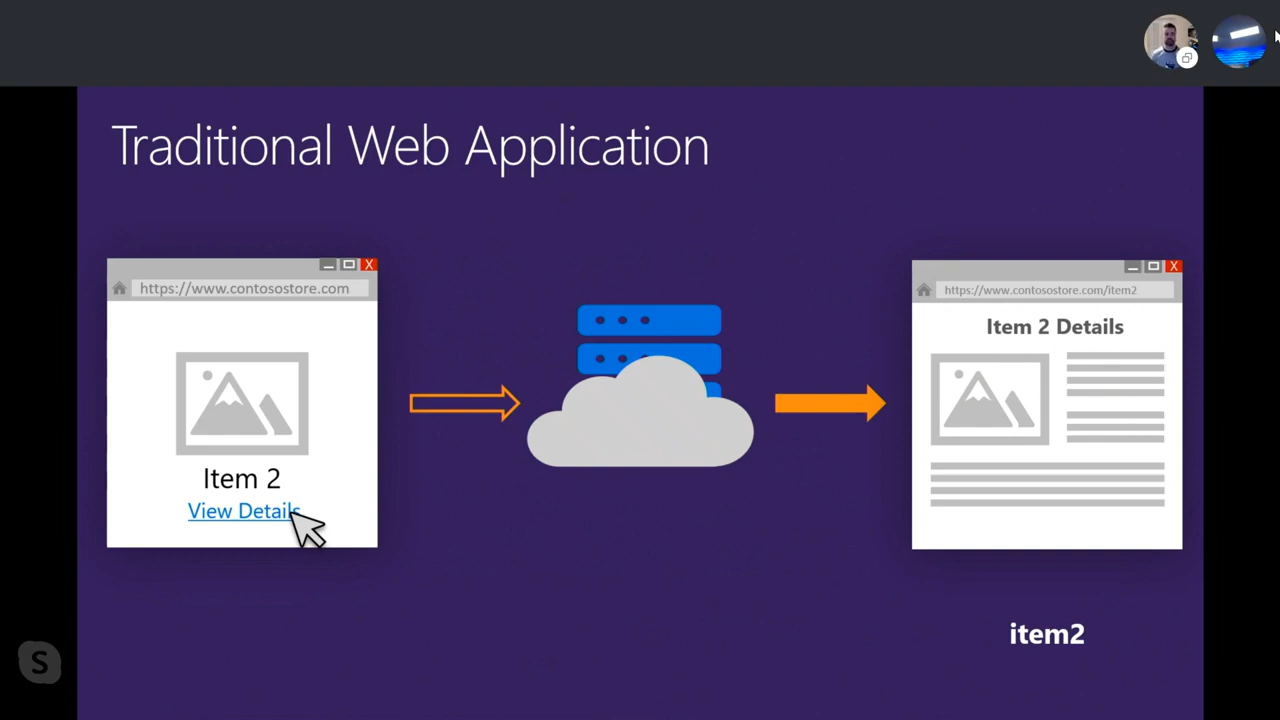 Traditional Web Application
X
https://www.contosostore.com
Item 2
View Details
X
https://www.contosostore.com/item2
Item 2 Details
item2
S